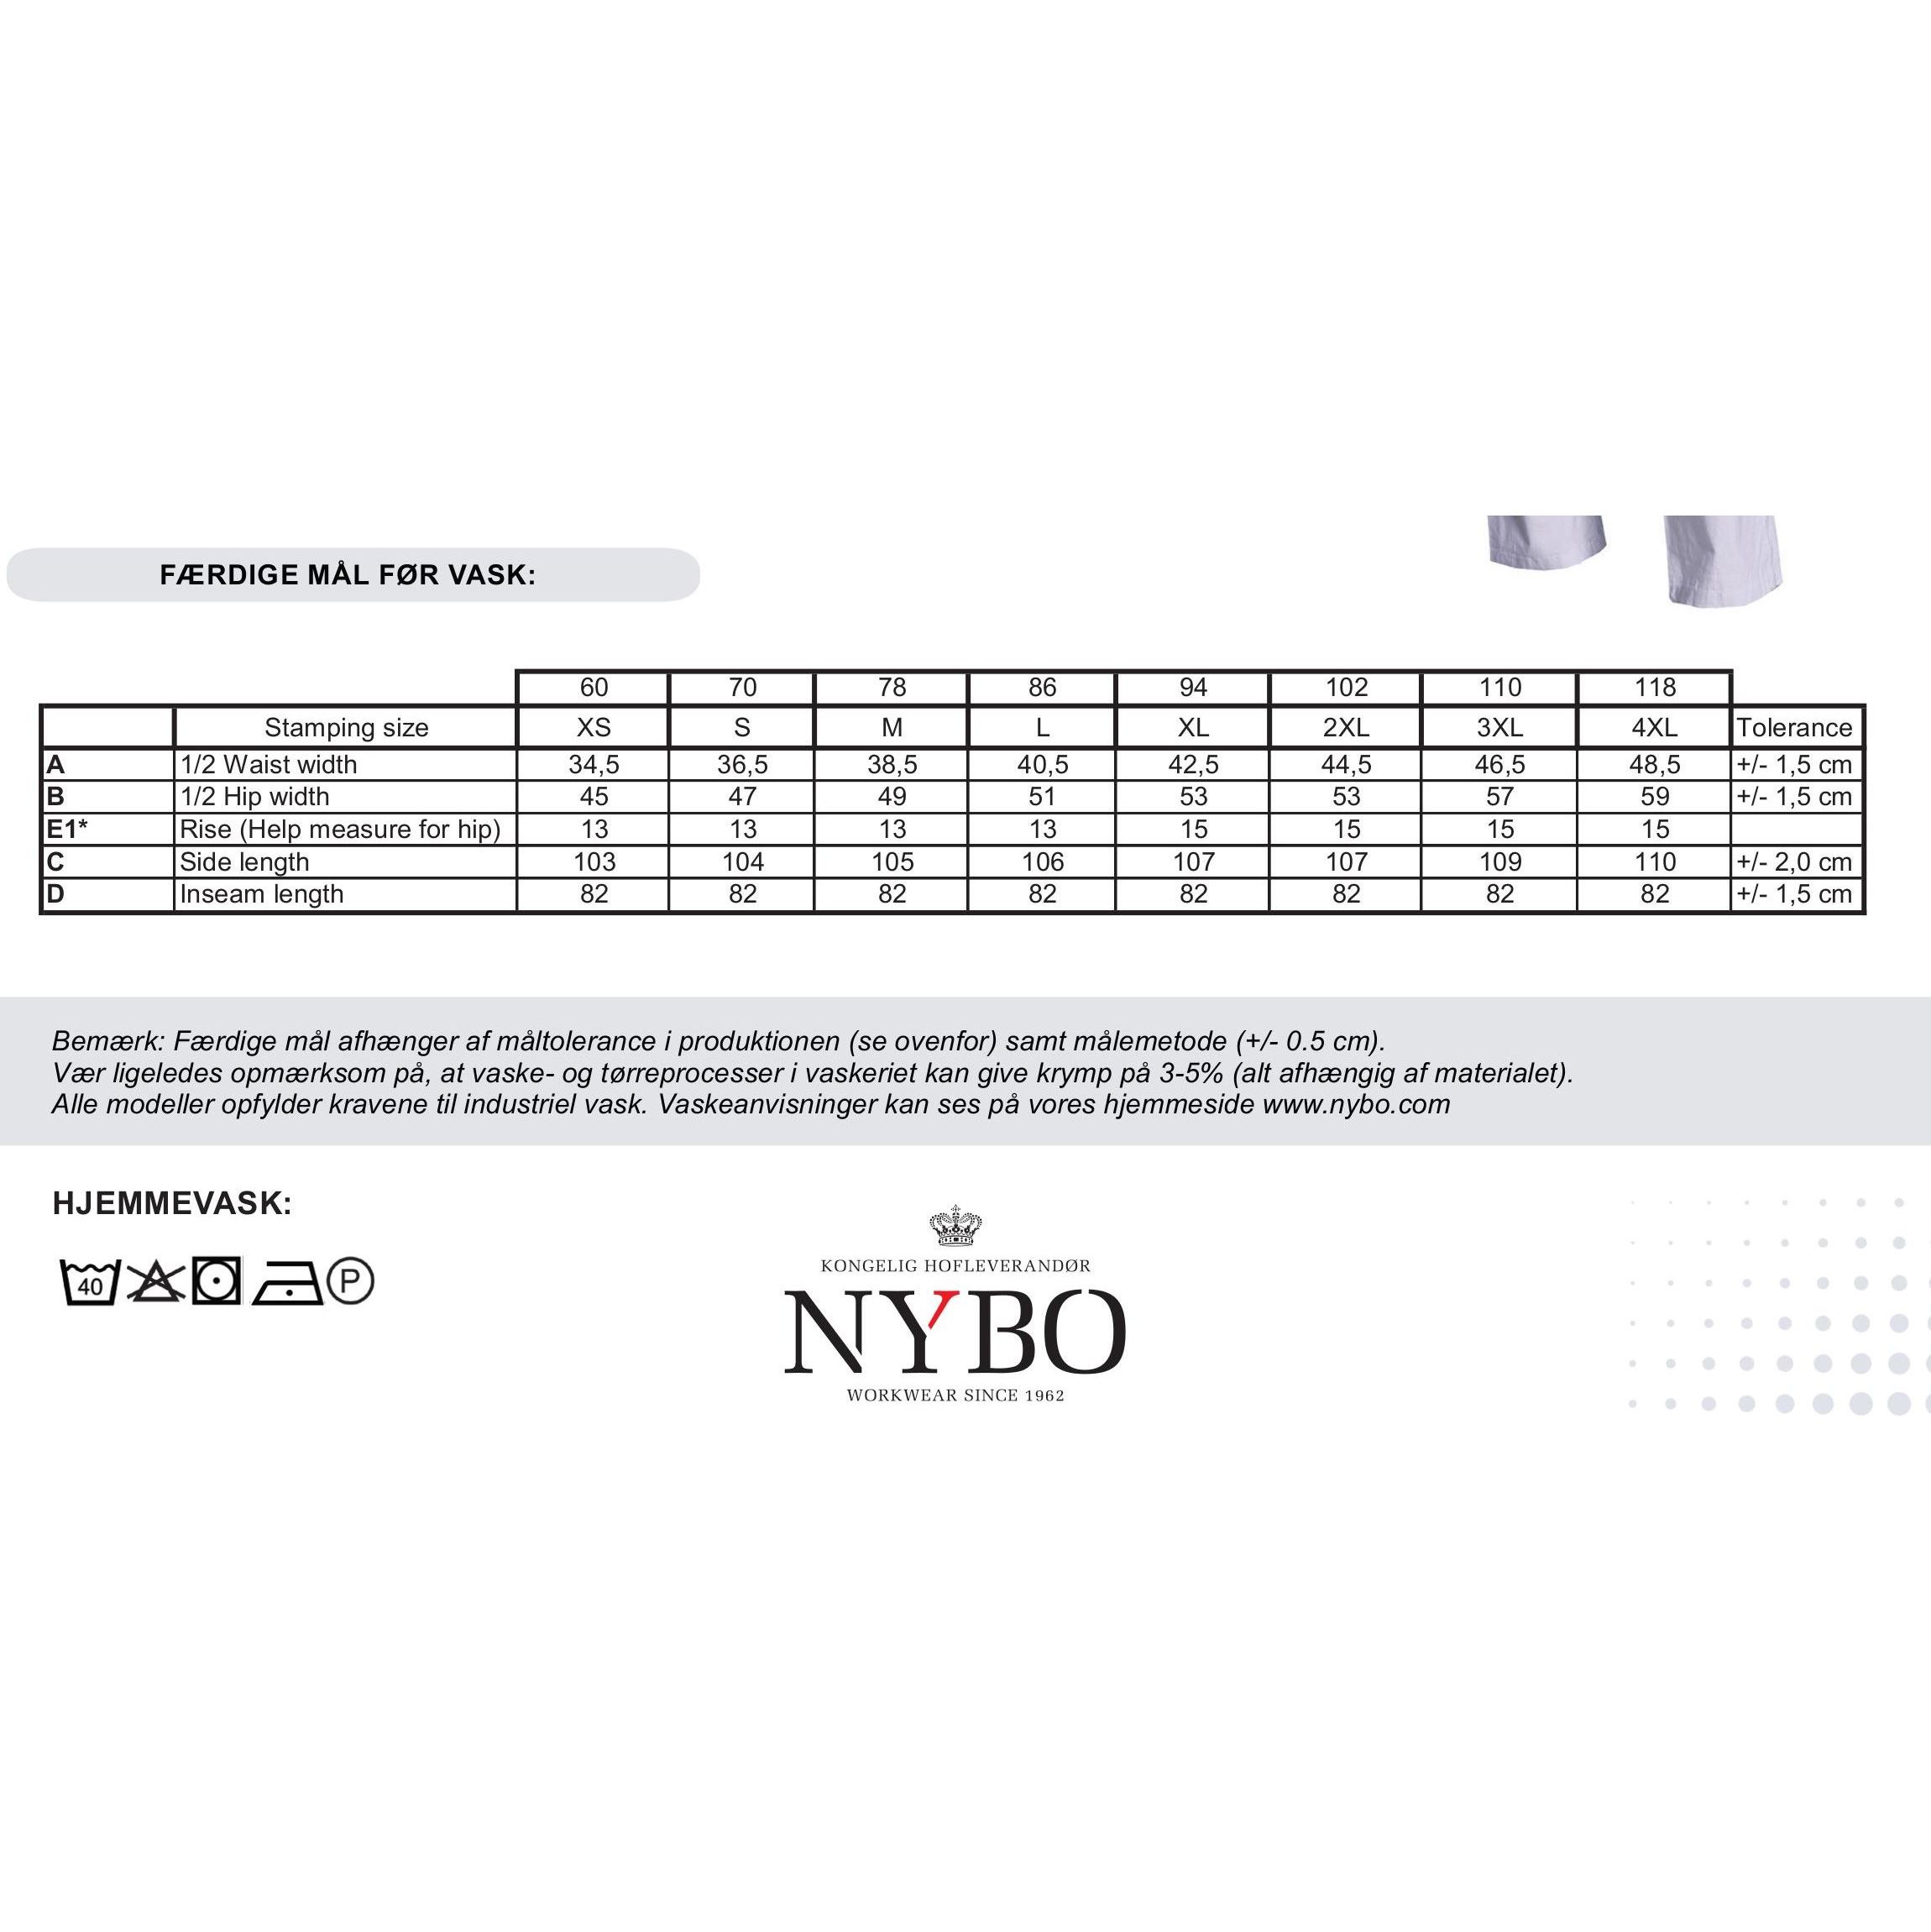 FÆRDIGE MÅL FØR VASK:
60 70 78 86 94 102 110 118
Stamping size XS S M L XL 2XL 3XL 4XL Tolerance
A 1/2 Waist width 34,5 36,5 38,5 40,5 42,5 44,5 46,5 48,5 +/- 1,5 cm
B 1/2 Hip width 45 47 49 51 53 53 57 59 +/- 1,5 cm
E1* Rise (Help measure for hip) 13 13 13 13 15 15 15 15
C Side length 103 104 105 106 107 107 109 110 +/- 2,0 cm
D Inseam length 82 82 82 82 82 82 82 82 +/- 1,5 cm
Bemærk: Færdige mål afhænger af måltolerance i produktionen (se ovenfor) samt målemetode (+/- 0.5 cm).
Vær ligeledes opmærksom på, at vaske- og tørreprocesser i vaskeriet kan give krymp på 3-5% (alt afhængig af materialet).
Alle modeller opfylder kravene til industriel vask. Vaskeanvisninger kan ses på vores hjemmeside www.nybo.com
HJEMMEVASK:
40 P
KONGELIG HOFLEVERANDØR
NYBO
WORKWEAR SINCE 1962